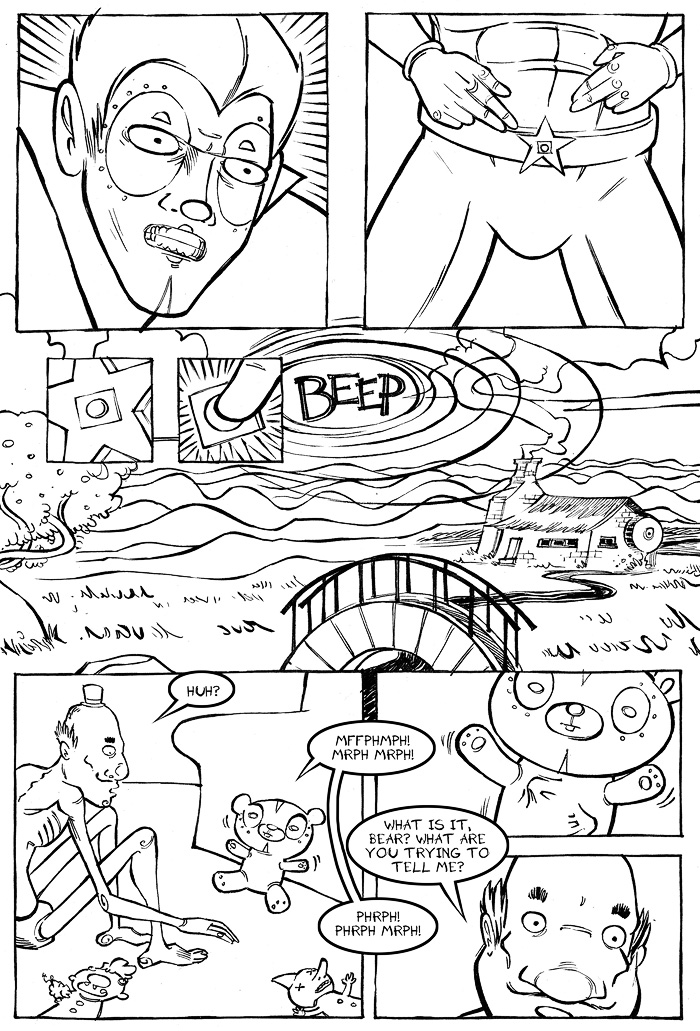 BEEP
HUH?
MFFPHMPH!
MRPH MRPH!
PHRPH!
PHRPH MRPH!
WHAT IS IT,
BEAR? WHAT ARE
YOU TRYING TO
TELL ME?